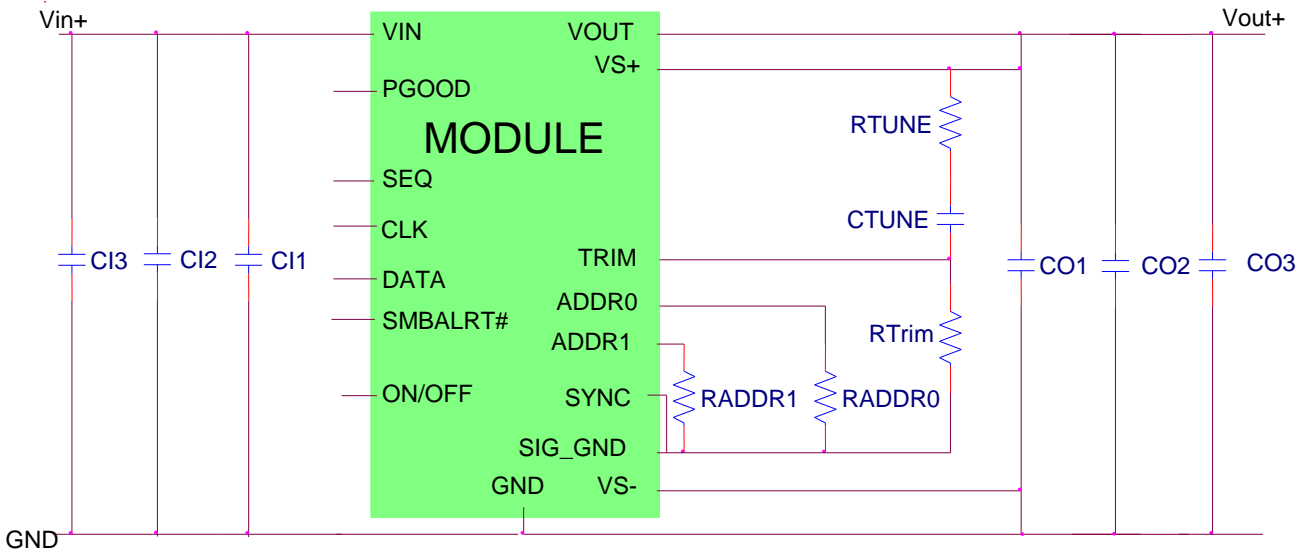 Vin+
Vout+
VIN
VOUT
VS+
PGOOD
RTUNE
MODULE
SEQ
CLK
CTUNE
TRIM
CI3
CI2
CI1
CO1
CO2
CO3
DATA
ADDR0
SMBALRT#
ADDR1
RTrim
ON/OFF
SYNC
RADDR1
RADDR0
SIG_GND
GND
VS-
GND